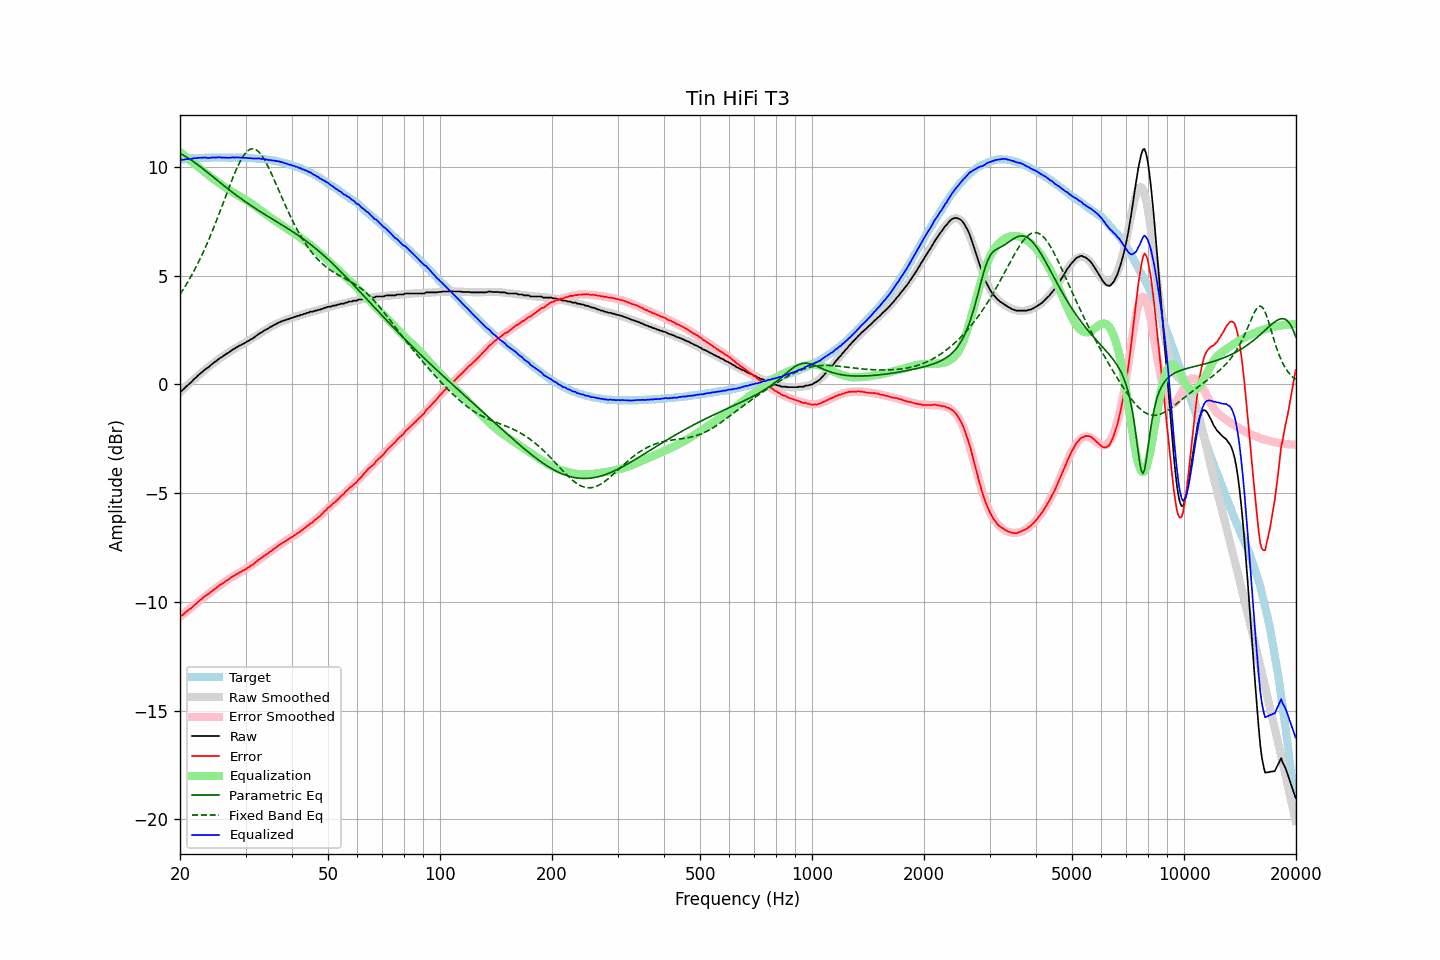 Tin HiFi T3
Amplitude (dBr)
10
5
0
−5
−10
−15
−20
Target
Raw Smoothed
Error Smoothed
Raw
Error
Equalization
Parametric Eq
Fixed Band Eq
Equalized
20 50 100 200 500 1000 2000 5000 10000 20000
Frequency (Hz)